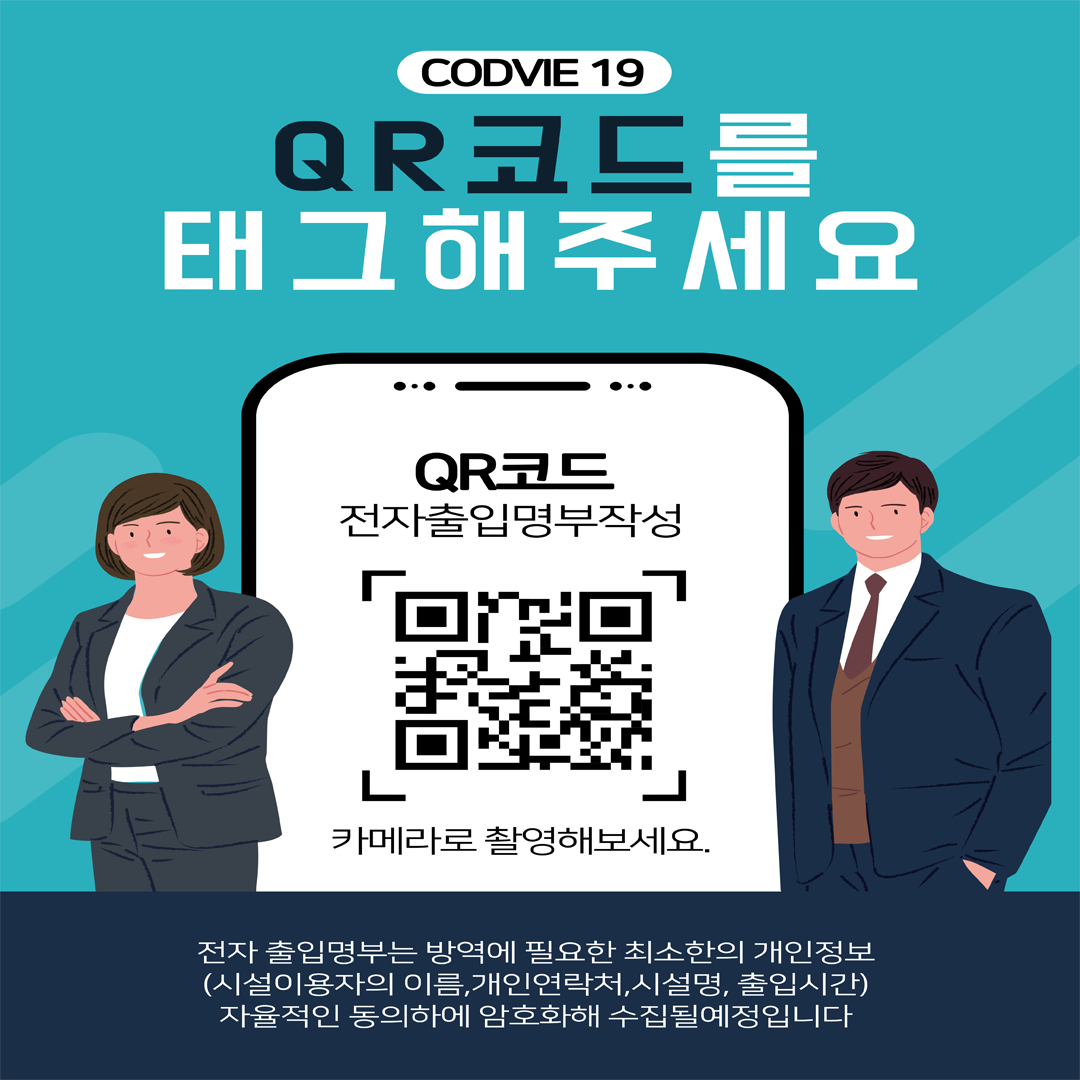 CODVIE 19
QR코드를
태그해주세요
QR코드
전자출입명부작성
카메라로 촬영해보세요.
전자 출입명부는 방역에 필요한 최소한의 개인정보
(시설이용자의 이름,개인연락처,시설명, 출입시간)
자율적인 동의하에 암호화해 수집될예정입니다